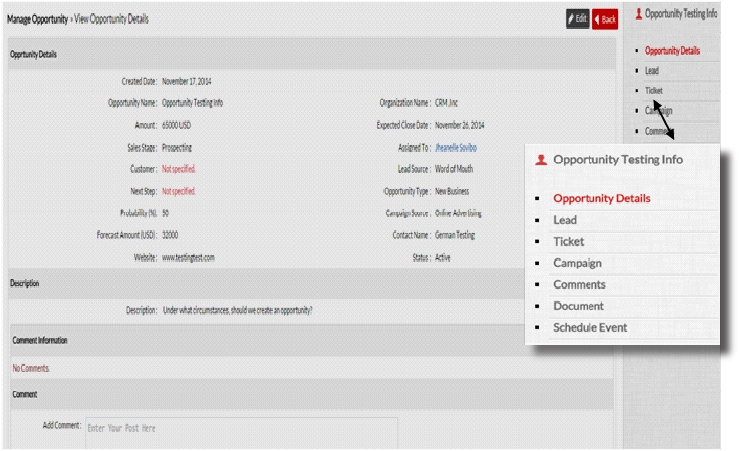 Manage Opportunity › View Opportunity Details
Edit
Back
Opprtunity Details
Created Date : November 17, 2014
Opportunity Name : Opportunity Testing Info
Organization Name : CRM ,Inc
Amount : 65000 USD
Expected Close Date : November 26, 2014
Sales Stage : Prospecting
Assigned To : Jheanelle Sovibo
Customer : Not specified.
Lead Source : Word of Mouth
Next Step : Not specified.
Opportunity Type : New Business
Probability (%) : 50
Campaign Source : Online Advertising
Forecast Amount (USD) : 32000
Contact Name : German Testing
Website : www.testingtest.com
Status : Active
Description
Description : Under what circumstances, should we create an opportunity?
Comment Information
No Comments.
Comment
Add Comment : Enter Your Post Here
Opportunity Testing Info
Opportunity Details
Lead
Ticket
Campaign
Comme
Opportunity Testing Info
Opportunity Details
Lead
Ticket
Campaign
Comments
Document
Schedule Event